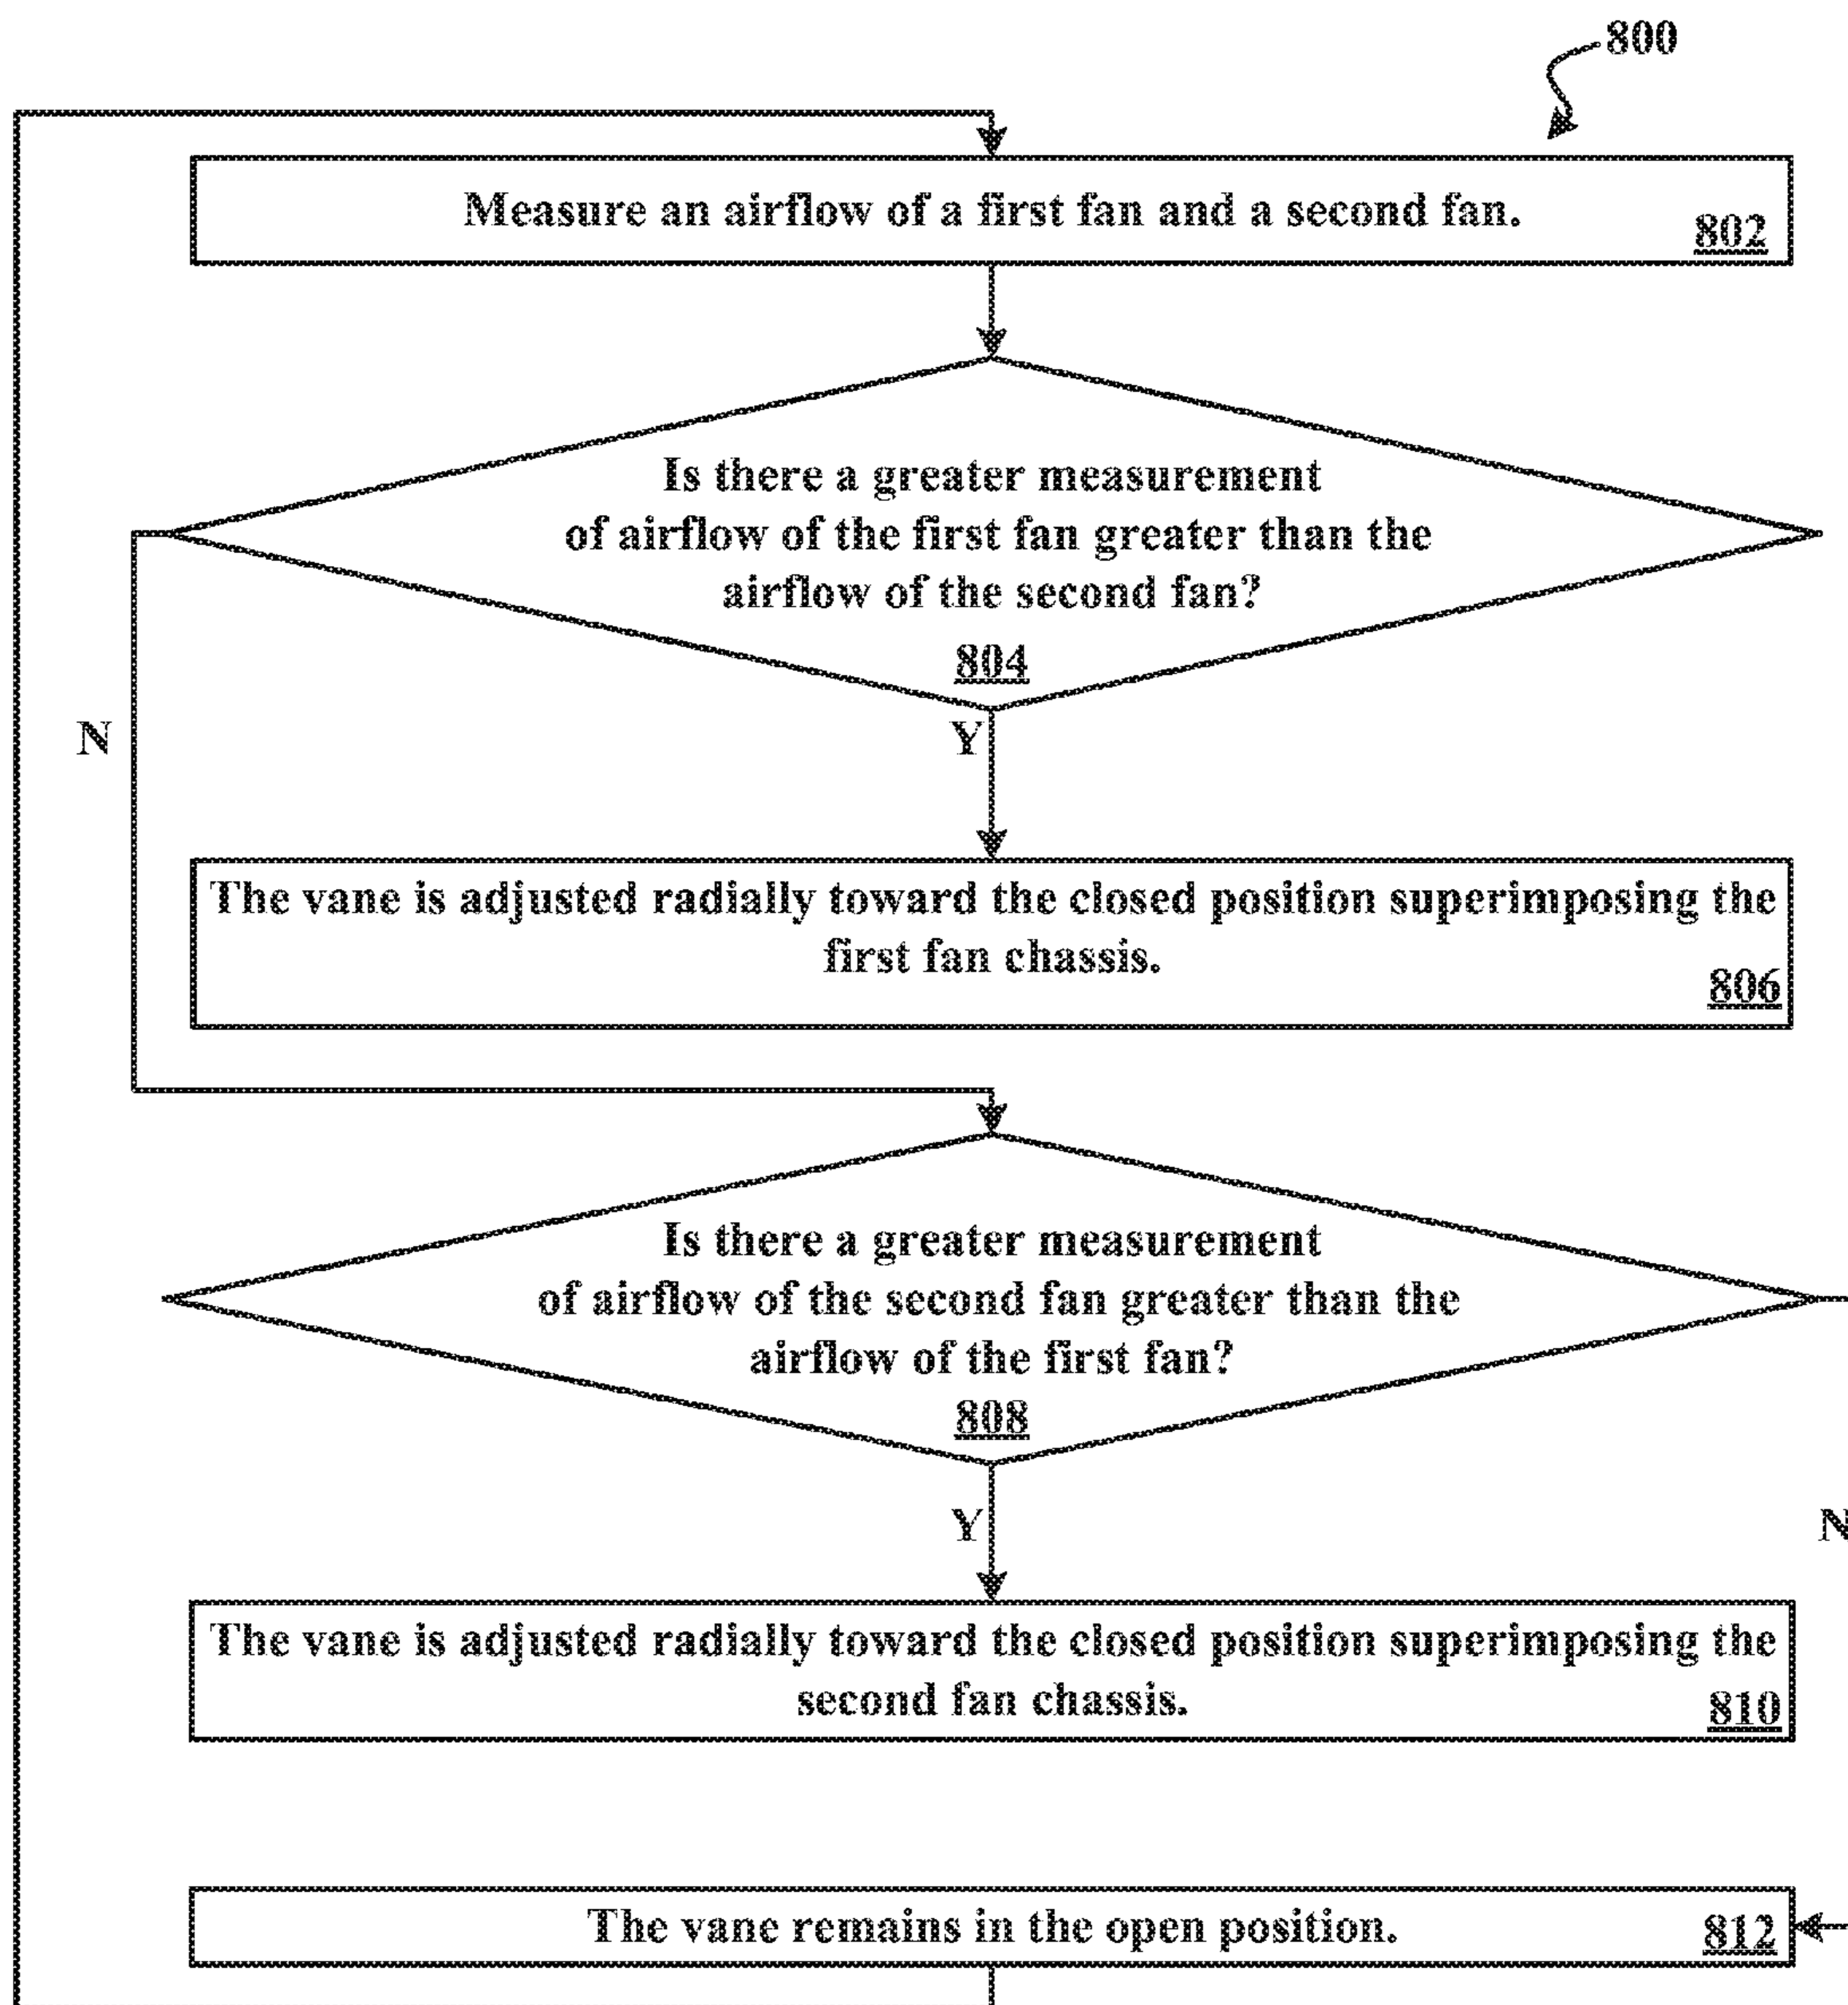 800
Measure an airflow of a first fan and a second fan.
802
Is there a greater measurement
of airflow of the first fan greater than the
airflow of the second fan?
804
N
Y
The vane is adjusted radially toward the closed position superimposing the
first fan chassis.
806
Is there a greater measurement
of airflow of the second fan greater than the
airflow of the first fan?
808
Y
N
The vane is adjusted radially toward the closed position superimposing the
second fan chassis.
810
The vane remains in the open position.
812